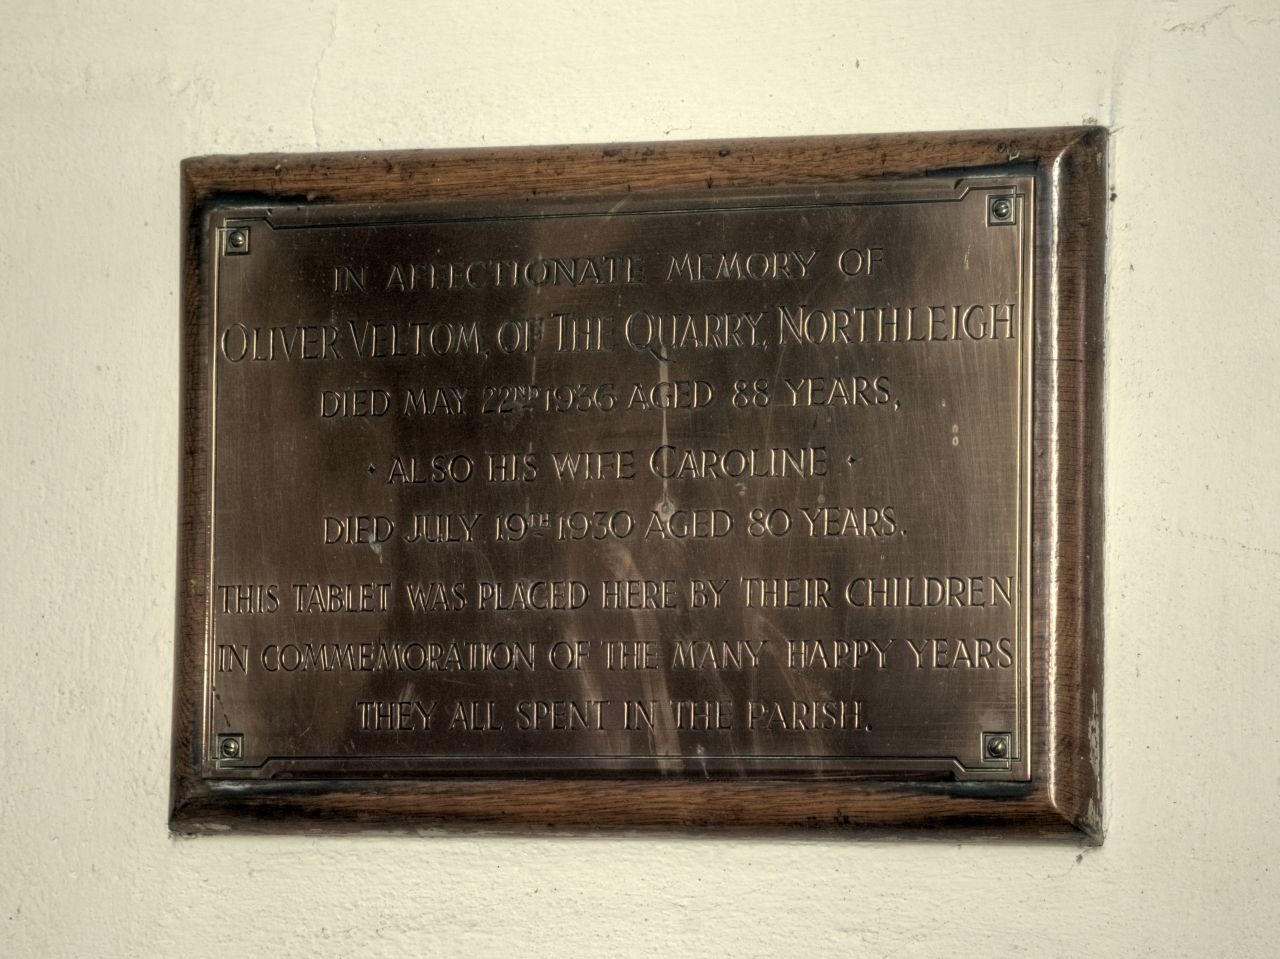 IN AFFECTIONATE MEMORY OF
OLIVER VELTOM, OF THE QUARRY, NORTHLEIGH
DIED MAY 22ND 1936 AGED 88 YEARS,
· ALSO HIS WIFE CAROLINE ·
DIED JULY 19TH 1930 AGED 80 YEARS.
THIS TABLET WAS PLACED HERE BY THEIR CHILDREN
IN COMMEMORATION OF THE MANY HAPPY YEARS
THEY ALL SPENT IN THE PARISH.